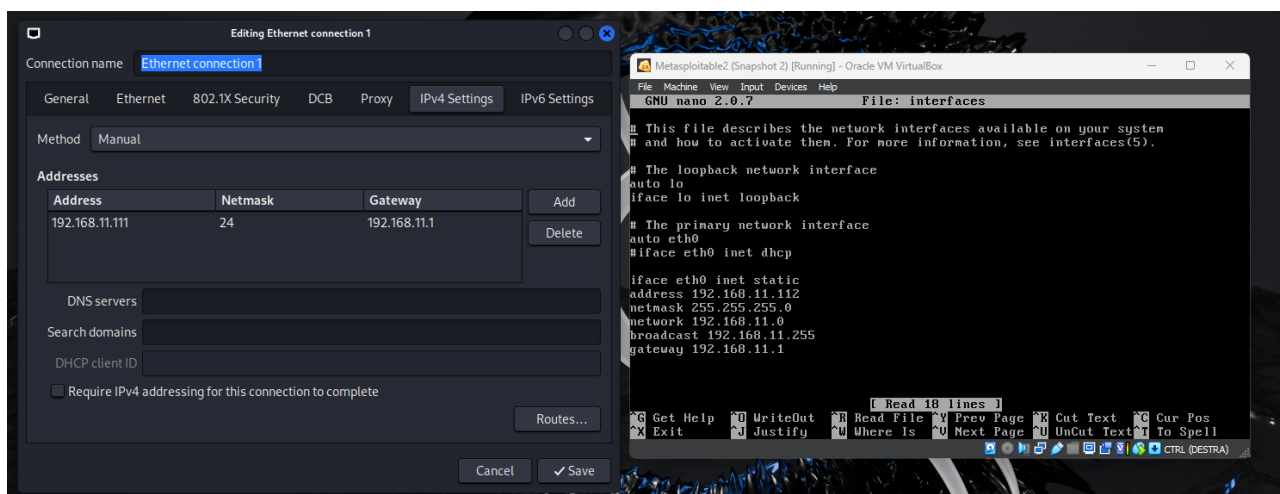 Editing Ethernet connection 1
Connection name Ethernet connection 1
General Ethernet 802.1X Security DCB Proxy IPv4 Settings IPv6 Settings
Method Manual
Addresses
Address Netmask Gateway
192.168.11.111 24 192.168.11.1
Add
Delete
DNS servers
Search domains
DHCP client ID
Require IPv4 addressing for this connection to complete
Routes...
Cancel Save
Metasploitable2 (Snapshot 2) [Running] - Oracle VM VirtualBox
File Machine View Input Devices Help
GNU nano 2.0.7 File: interfaces
# This file describes the network interfaces available on your system
# and how to activate them. For more information, see interfaces(5).
# The loopback network interface
auto lo
iface lo inet loopback
# The primary network interface
auto eth0
#iface eth0 inet dhcp
iface eth0 inet static
address 192.168.11.112
netmask 255.255.255.0
network 192.168.11.0
broadcast 192.168.11.255
gateway 192.168.11.1
[ Read 18 lines ]
^G Get Help ^O WriteOut ^R Read File ^Y Prev Page ^K Cut Text ^C Cur Pos
^X Exit ^J Justify ^W Where Is ^V Next Page ^U UnCut Text ^T To Spell
CTRL (DESTRA)